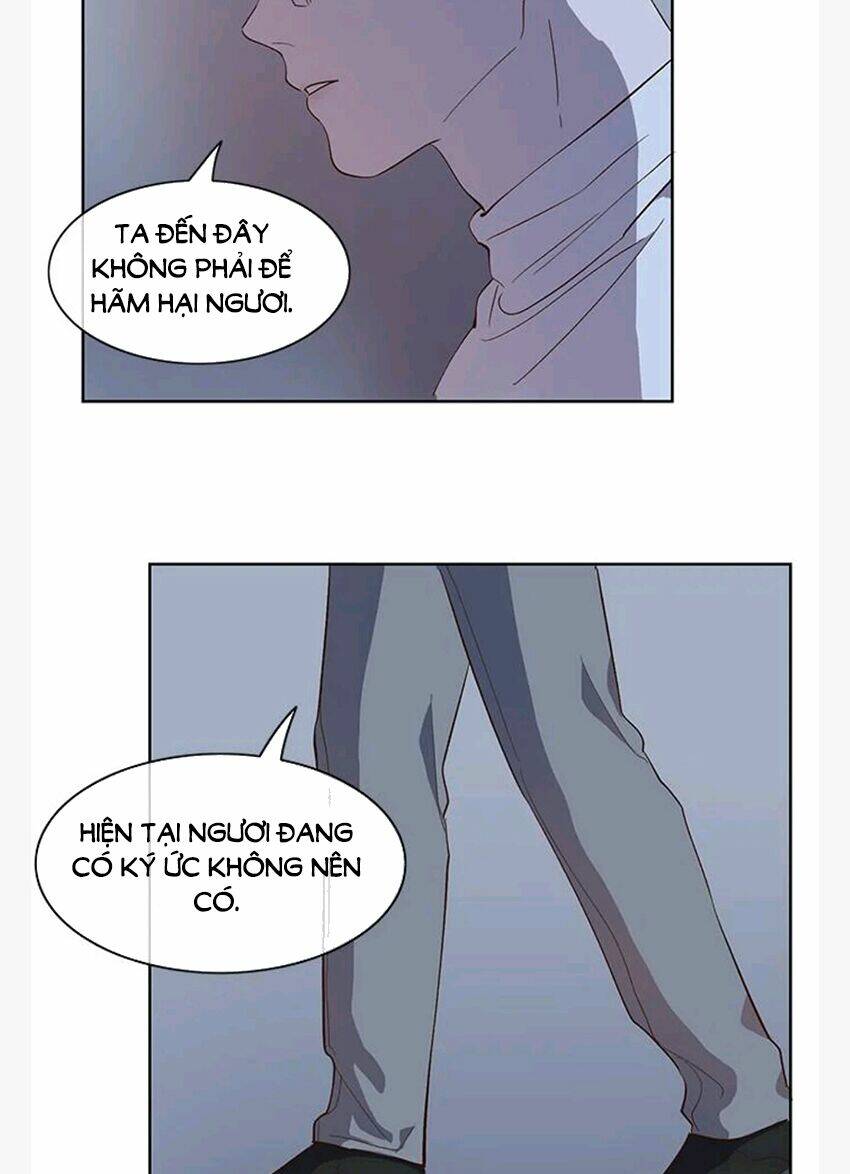 TA ĐẾN ĐÂY
KHÔNG PHẢI ĐỂ
HÃM HẠI NGƯƠI.
HIỆN TẠI NGƯƠI ĐANG
CÓ KÝ ỨC KHÔNG NÊN
CÓ.